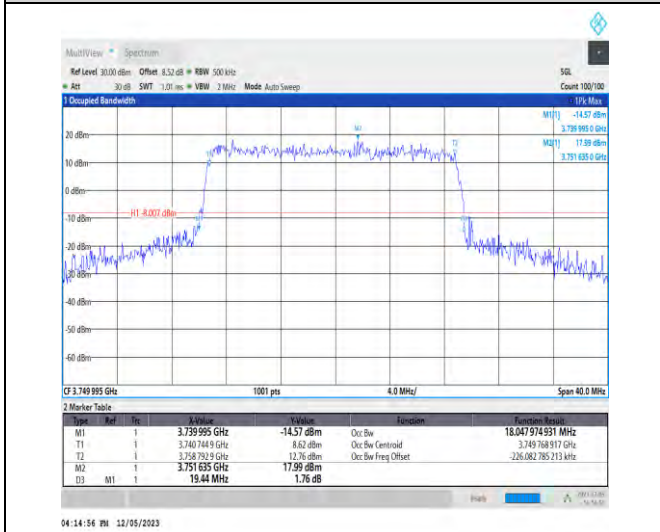 MultiView Spectrum
Ref Level 30.00 dBm Offset 8.52 dB RBW 500 kHz SGL
Att 30 dB SWT 1.01 ms VBW 2 MHz Mode Auto Sweep Count 100/100
1 Occupied Bandwidth 1Pk Max
M1[1] -14.57 dBm
3.739 995 0 GHz
20 dBm M2[1] 17.99 dBm
3.751 635 0 GHz
M2
T2
10 dBm
0 dBm
-10 dBm H1 -8.007 dBm
-20 dBm
-30 dBm
-40 dBm
-50 dBm
-60 dBm
CF 3.749 995 GHz 1001 pts 4.0 MHz/ Span 40.0 MHz
2 Marker Table
Type Ref Trc X-Value Y-Value Function Function Result
M1 1 3.739995 GHz -14.57 dBm Occ Bw 18.047 974 931 MHz
T1 1 3.740 744 9 GHz 8.62 dBm Occ Bw Centroid 3.749 768 917 GHz
T2 1 3.758 792 9 GHz 12.76 dBm Occ Bw Freq Offset -226.082 785 213 kHz
M2 1 3.751635 GHz 17.99 dBm
D3 M1 1 19.44 MHz 1.76 dB
04:14:56 PM 12/05/2023